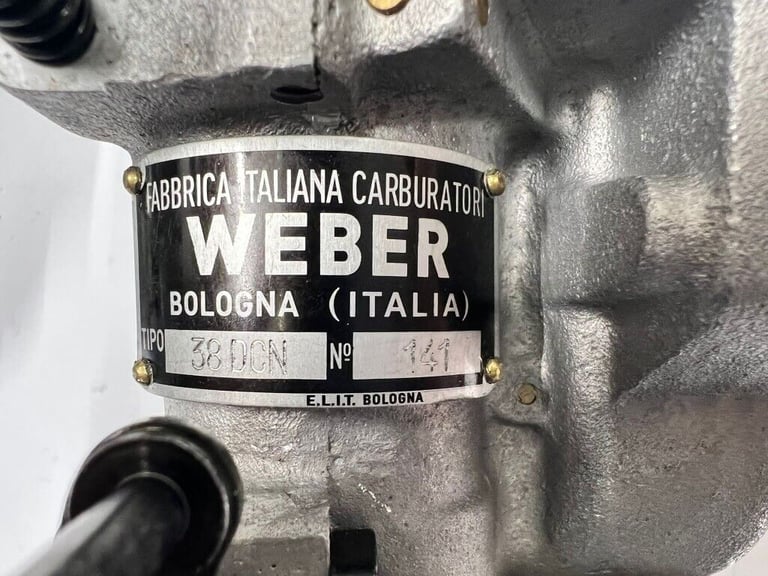 FABBRICA ITALIANA CARBURATORI
WEBER
BOLOGNA (ITALIA)
TIPO 38 DCN Nº 141
E.L.I.T. BOLOGNA